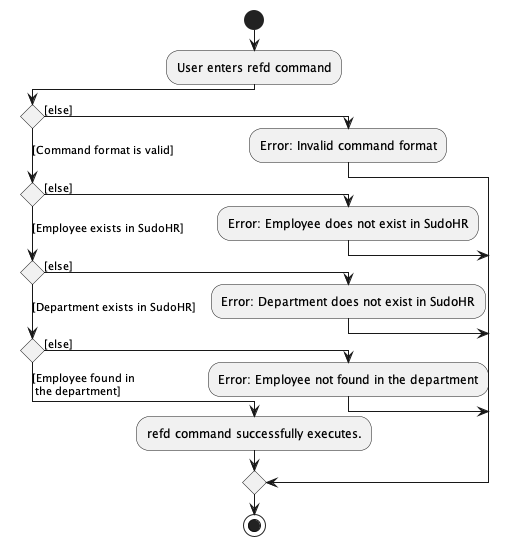 User enters refd command
[else]
Error: Invalid command format
[Command format is valid]
[else]
Error: Employee does not exist in SudoHR
[Employee exists in SudoHR]
[else]
Error: Department does not exist in SudoHR
[Department exists in SudoHR]
[else]
Error: Employee not found in the department
[Employee found in
the department]
refd command successfully executes.